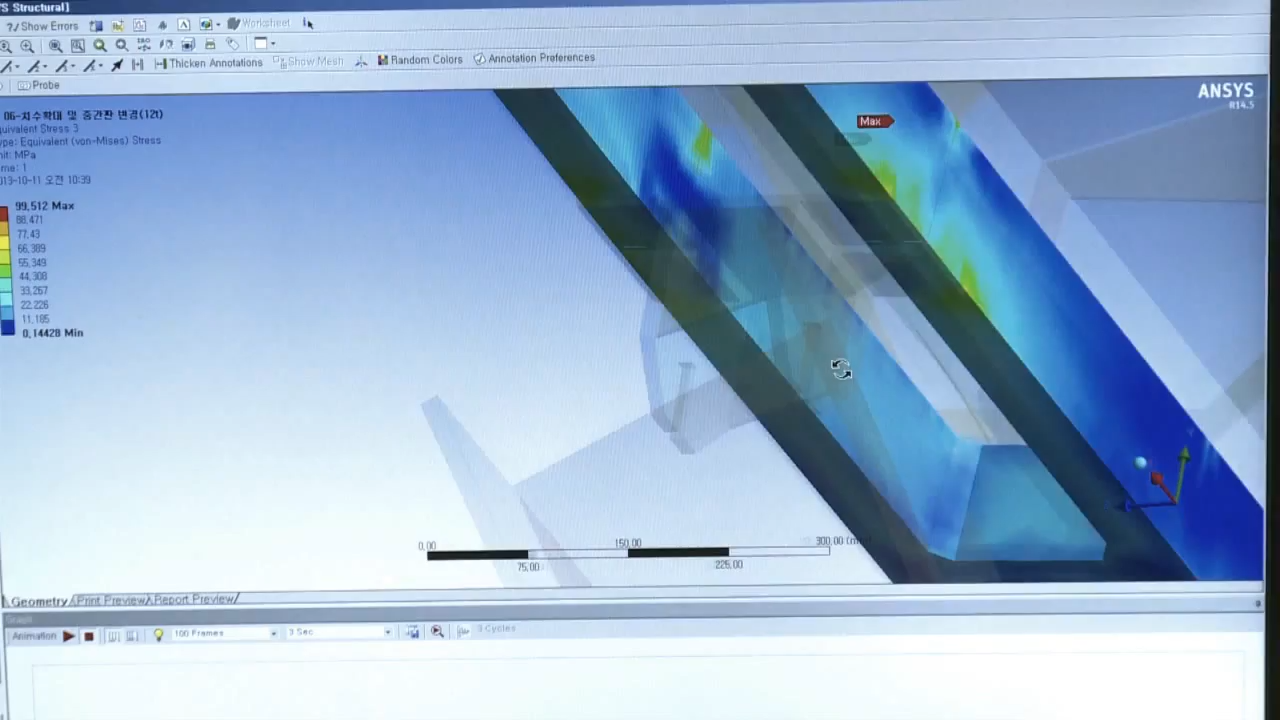 S Structural]
?/Show Errors
Worksheet
Thicken Annotations
Show Mesh
Random Colors
Annotation Preferences
Probe
ANSYS
R14.5
06-치수확대 및 중간판 변경(12t)
quivalent Stress 3
ype: Equivalent (von-Mises) Stress
nit: MPa
me: 1
013-10-11 오전 10:39
99,512 Max
88,471
77,43
66,389
55,349
44,308
33,267
22,226
11,185
0,14428 Min
Max
0,00
150,00
300,00 (m
75,00
225,00
Geometry
Print Preview
Report Preview
Graph
Animation
100 Frames
3 Sec
3 Cycles